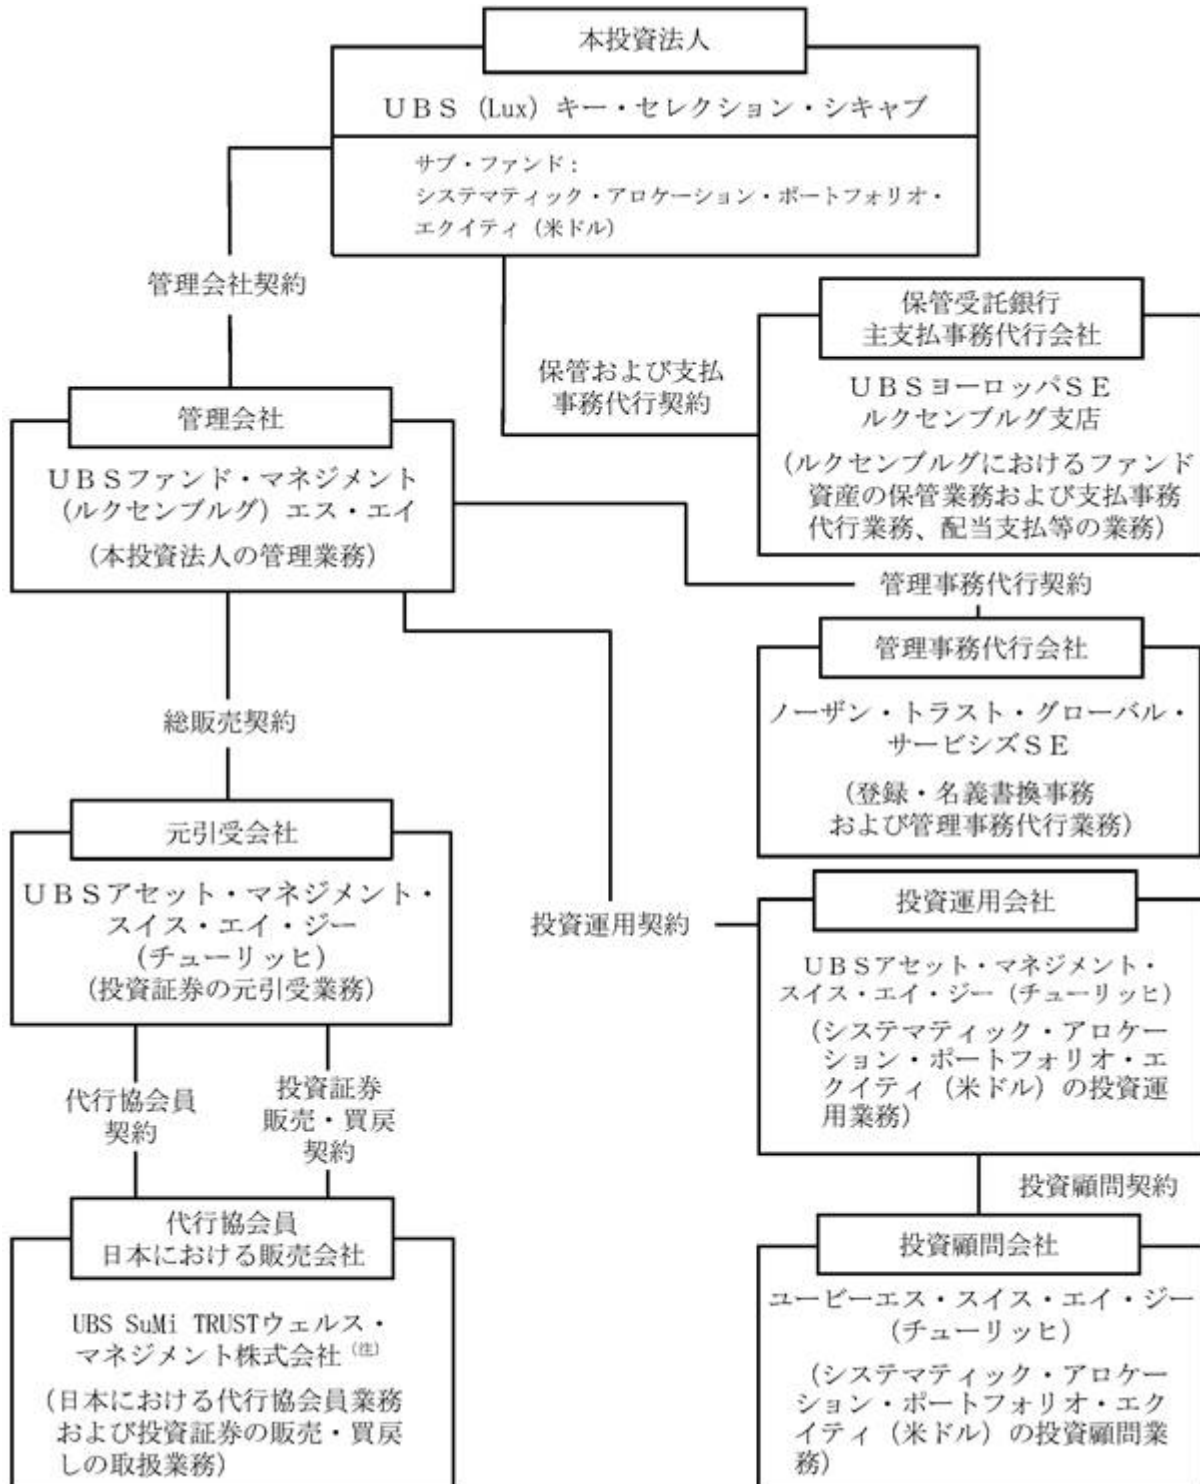 本投資法人
UBS (Lux) キー・セレクション・シキャブ
サブ・ファンド：
システマティック・アロケーション・ポートフォリオ・
エクイティ（米ドル）
管理会社契約
保管および支払
事務代行契約
保管受託銀行
主支払事務代行会社
UBSヨーロッパSE
ルクセンブルグ支店
（ルクセンブルグにおけるファンド
資産の保管業務および支払事務
代行業務、配当支払等の業務）
管理会社
UBSファンド・マネジメント
（ルクセンブルグ）エス・エイ
（本投資法人の管理業務）
管理事務代行契約
管理事務代行会社
ノーザン・トラスト・グローバル・
サービシズSE
（登録・名義書換事務
および管理事務代行業務）
総販売契約
元引受会社
UBSアセット・マネジメント・
スイス・エイ・ジー
（チューリッヒ）
（投資証券の元引受業務）
投資運用契約
投資運用会社
UBSアセット・マネジメント・
スイス・エイ・ジー（チューリッヒ）
（システマティック・アロケー
ション・ポートフォリオ・エ
クイティ（米ドル）の投資運
用業務）
代行協会員
契約
投資証券
販売・買戻
契約
投資顧問契約
代行協会員
日本における販売会社
UBS SuMi TRUSTウェルス・
マネジメント株式会社（注）
（日本における代行協会員業務
および投資証券の販売・買戻
しの取扱業務）
投資顧問会社
ユービーエス・スイス・エイ・ジー
（チューリッヒ）
（システマティック・アロケー
ション・ポートフォリオ・エク
イティ（米ドル）の投資顧問業
務）